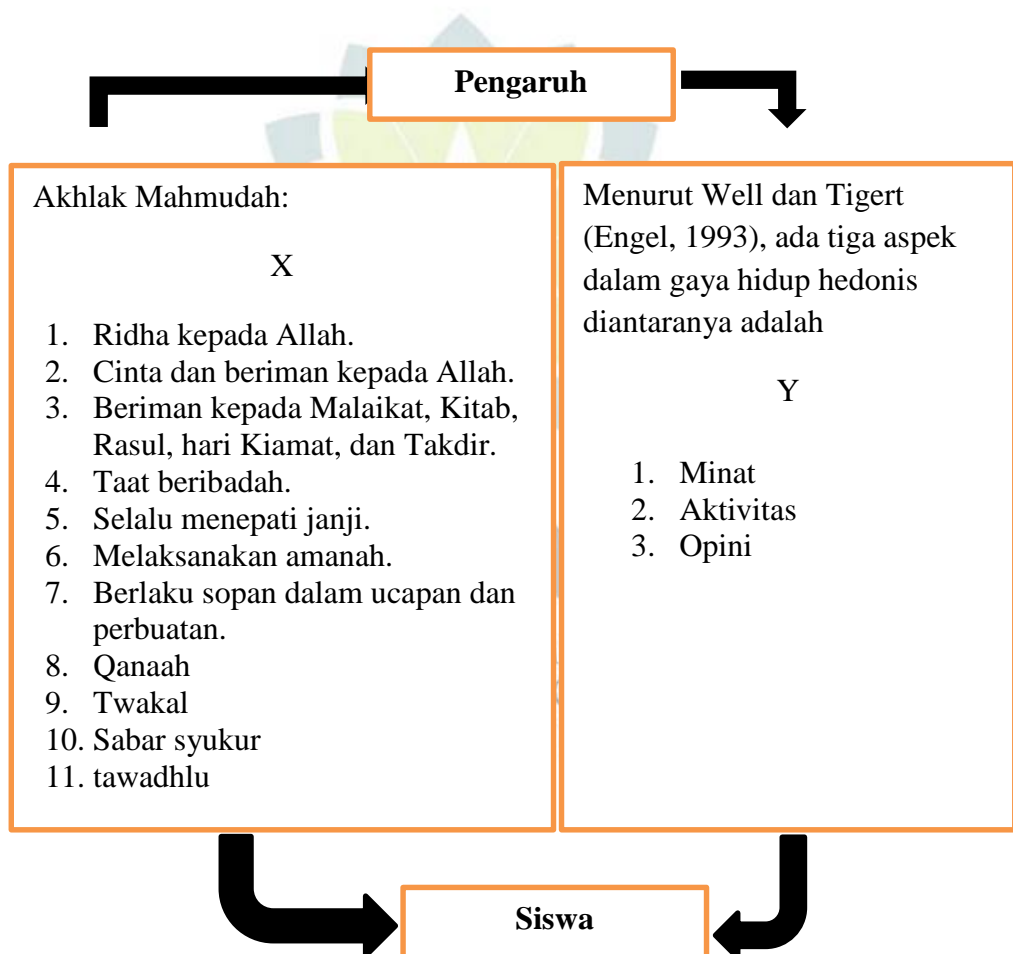 Pengaruh
Akhlak Mahmudah:
X
1. Ridha kepada Allah.
2. Cinta dan beriman kepada Allah.
3. Beriman kepada Malaikat, Kitab,
Rasul, hari Kiamat, dan Takdir.
4. Taat beribadah.
5. Selalu menepati janji.
6. Melaksanakan amanah.
7. Berlaku sopan dalam ucapan dan
perbuatan.
8. Qanaah
9. Twakal
10. Sabar syukur
11. tawadhlu
Menurut Well dan Tigert
(Engel, 1993), ada tiga aspek
dalam gaya hidup hedonis
diantaranya adalah
Y
1. Minat
2. Aktivitas
3. Opini
Siswa